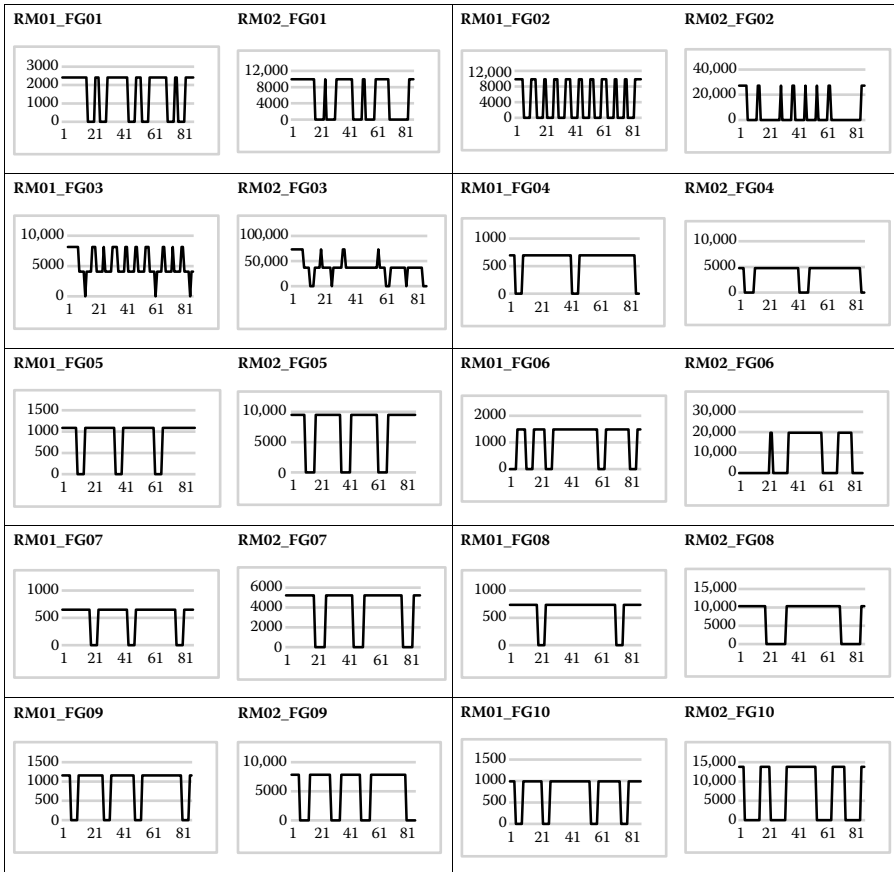 RM01_FG01 RM02_FG01 RM01_FG02 RM02_FG02
3000
2000
1000
0
1 21 41 61 81
12,000
8000
4000
0
1 21 41 61 81
12,000
8000
4000
0
1 21 41 61 81
40,000
20,000
0
1 21 41 61 81
RM01_FG03 RM02_FG03 RM01_FG04 RM02_FG04
10,000
5000
0
1 21 41 61 81
100,000
50,000
0
1 21 41 61 81
1000
500
0
1 21 41 61 81
10,000
5000
0
1 21 41 61 81
RM01_FG05 RM02_FG05 RM01_FG06 RM02_FG06
1500
1000
500
0
1 21 41 61 81
10,000
5000
0
1 21 41 61 81
2000
1000
0
1 21 41 61 81
30,000
20,000
10,000
0
1 21 41 61 81
RM01_FG07 RM02_FG07 RM01_FG08 RM02_FG08
1000
500
0
1 21 41 61 81
6000
4000
2000
0
1 21 41 61 81
1000
500
0
1 21 41 61 81
15,000
10,000
5000
0
1 21 41 61 81
RM01_FG09 RM02_FG09 RM01_FG10 RM02_FG10
1500
1000
500
0
1 21 41 61 81
10,000
5000
0
1 21 41 61 81
1500
1000
500
0
1 21 41 61 81
15,000
10,000
5000
0
1 21 41 61 81